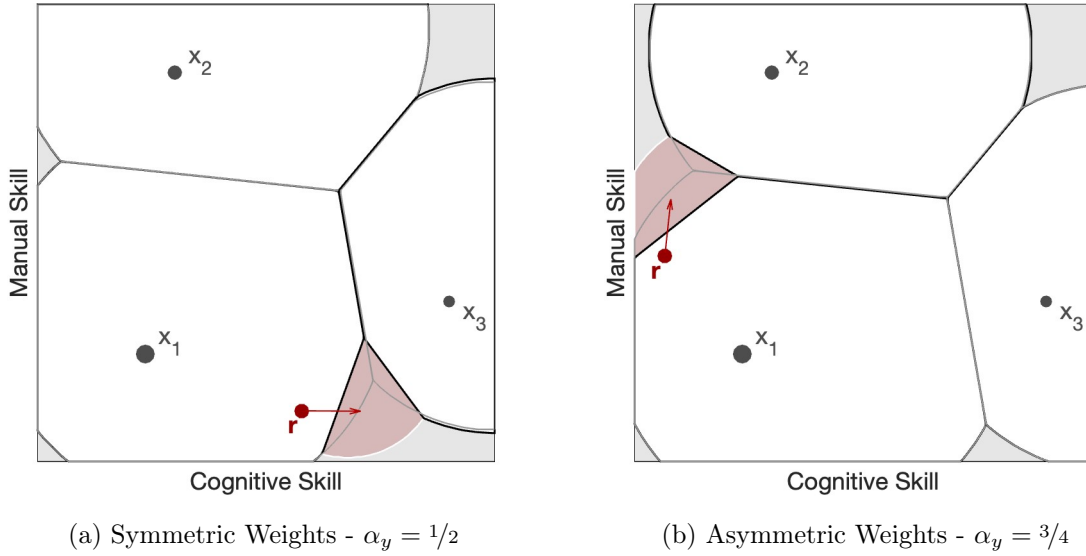 x2
x1
x3
r
Manual Skill
Cognitive Skill
(a) Symmetric Weights - αy = 1/2
x2
x1
x3
r
Manual Skill
Cognitive Skill
(b) Asymmetric Weights - αy = 3/4